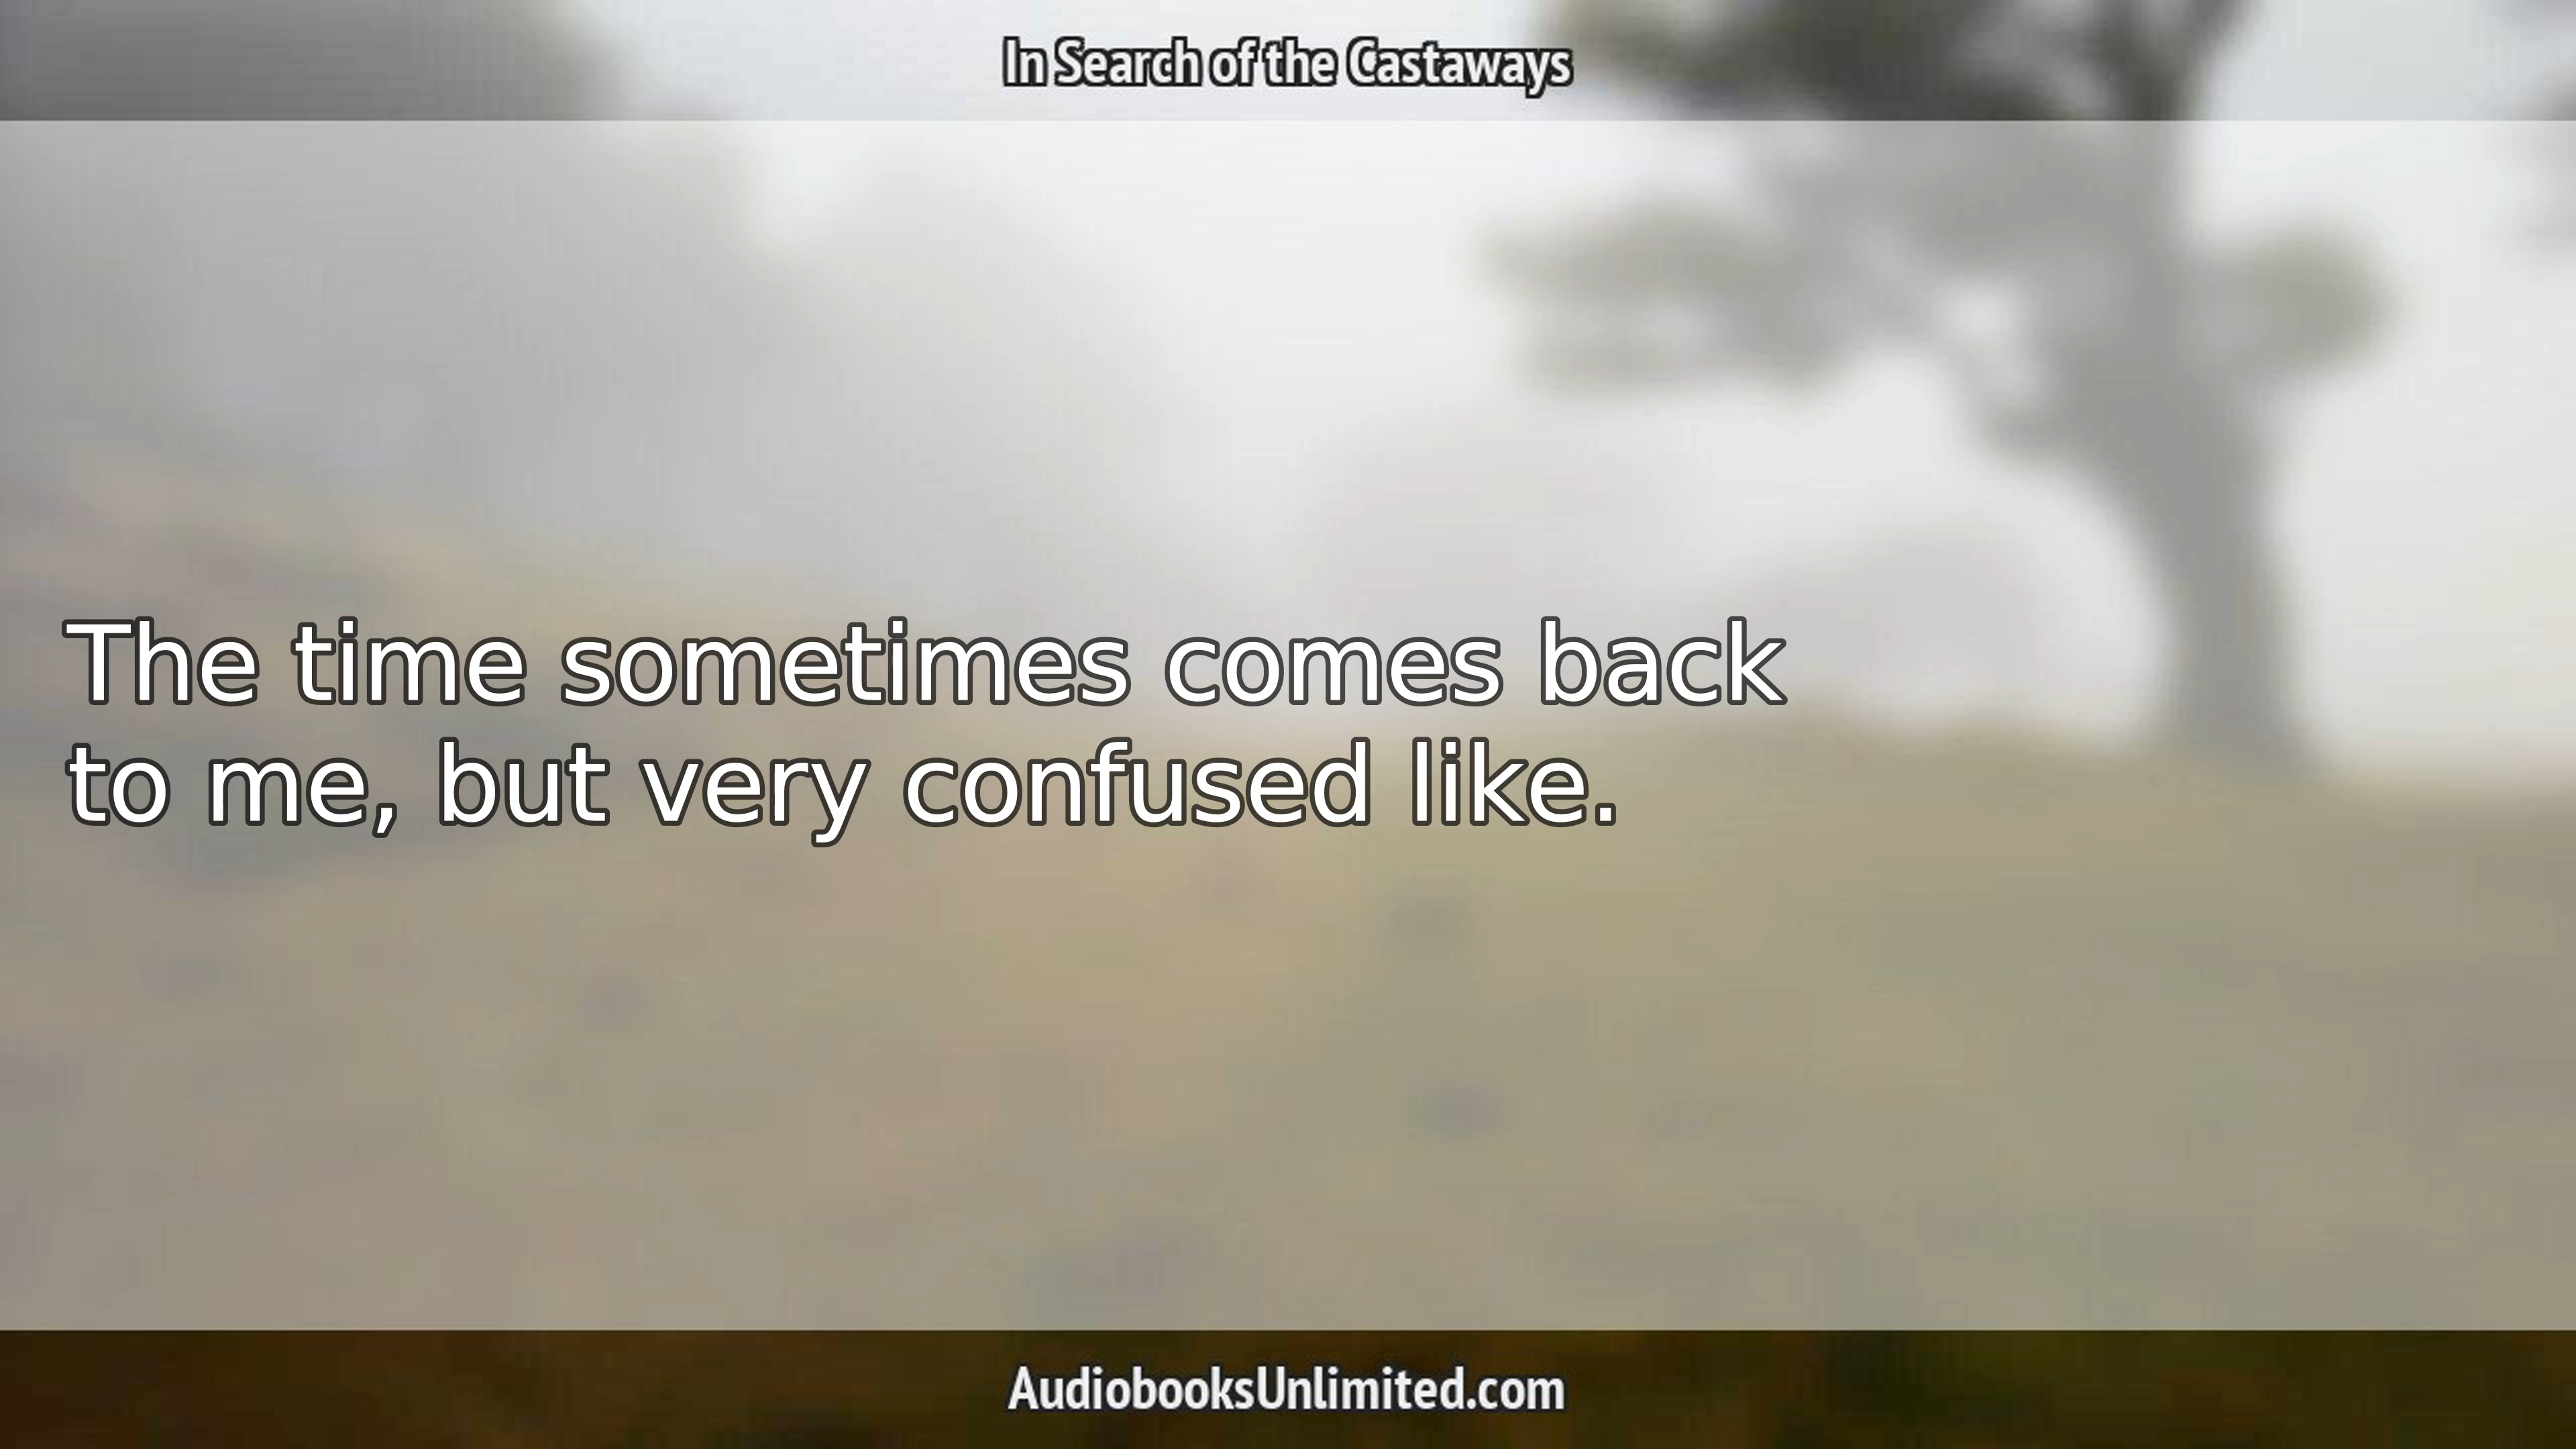 In Search of the Castaways
The time sometimes comes back
to me, but very confused like.
AudiobooksUnlimited.com